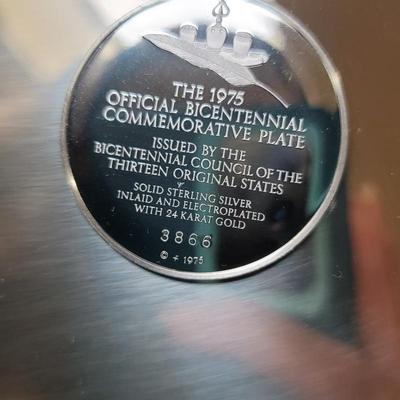 THE 1975
OFFICIAL BICENTENNIAL
COMMEMORATIVE PLATE
ISSUED BY THE
BICENTENNIAL COUNCIL OF THE
THIRTEEN ORIGINAL STATES
SOLID STERLING SILVER
INLAID AND ELECTROPLATED
WITH 24 KARAT GOLD
3866
© 1975